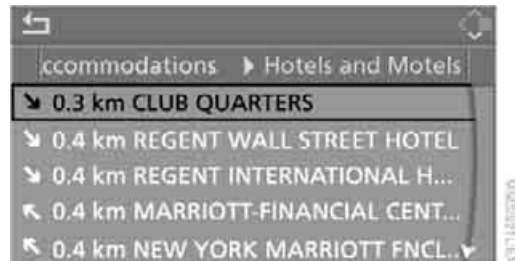 ccommodations Hotels and Motels
0.3 km CLUB QUARTERS
0.4 km REGENT WALL STREET HOTEL
0.4 km REGENT INTERNATIONAL H...
0.4 km MARRIOTT-FINANCIAL CENT...
0.4 km NEW YORK MARRIOTT FNCL..